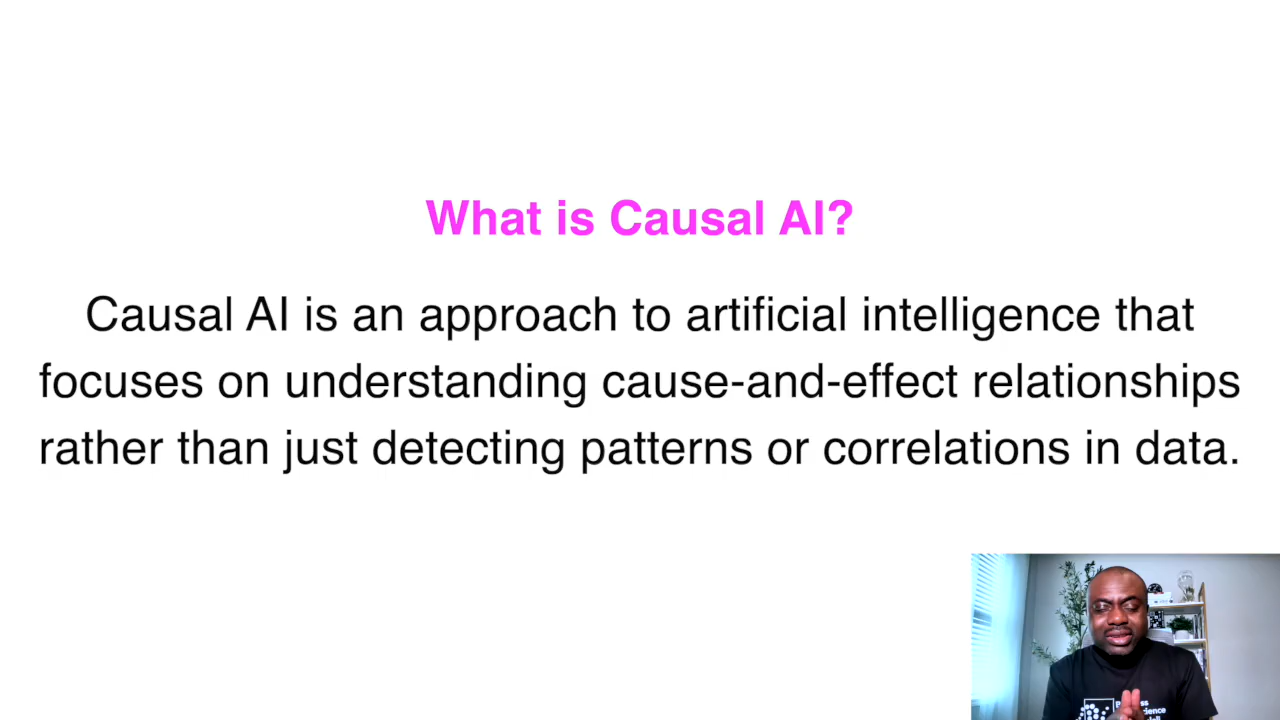 What is Causal AI?
Causal AI is an approach to artificial intelligence that
focuses on understanding cause-and-effect relationships
rather than just detecting patterns or correlations in data.